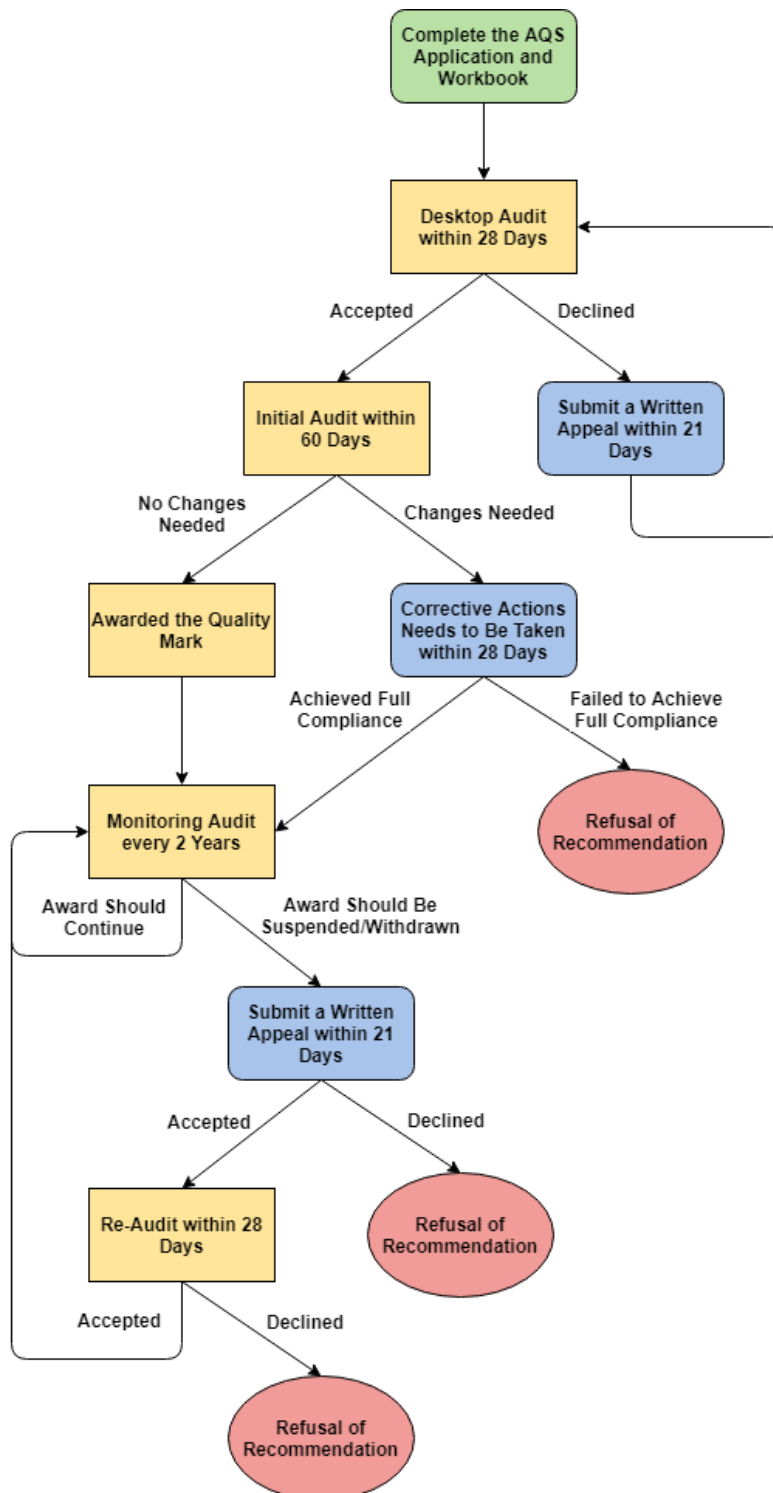 Complete the AQS
Application and
Workbook
Desktop Audit
within 28 Days
Accepted
Declined
Initial Audit within
60 Days
Submit a Written
Appeal within 21
Days
No Changes
Needed
Changes Needed
Awarded the Quality
Mark
Corrective Actions
Needs to Be Taken
within 28 Days
Achieved Full
Compliance
Failed to Achieve
Full Compliance
Monitoring Audit
every 2 Years
Refusal of
Recommendation
Award Should
Continue
Award Should Be
Suspended/Withdrawn
Submit a Written
Appeal within 21
Days
Accepted
Declined
Re-Audit within 28
Days
Refusal of
Recommendation
Accepted
Declined
Refusal of
Recommendation